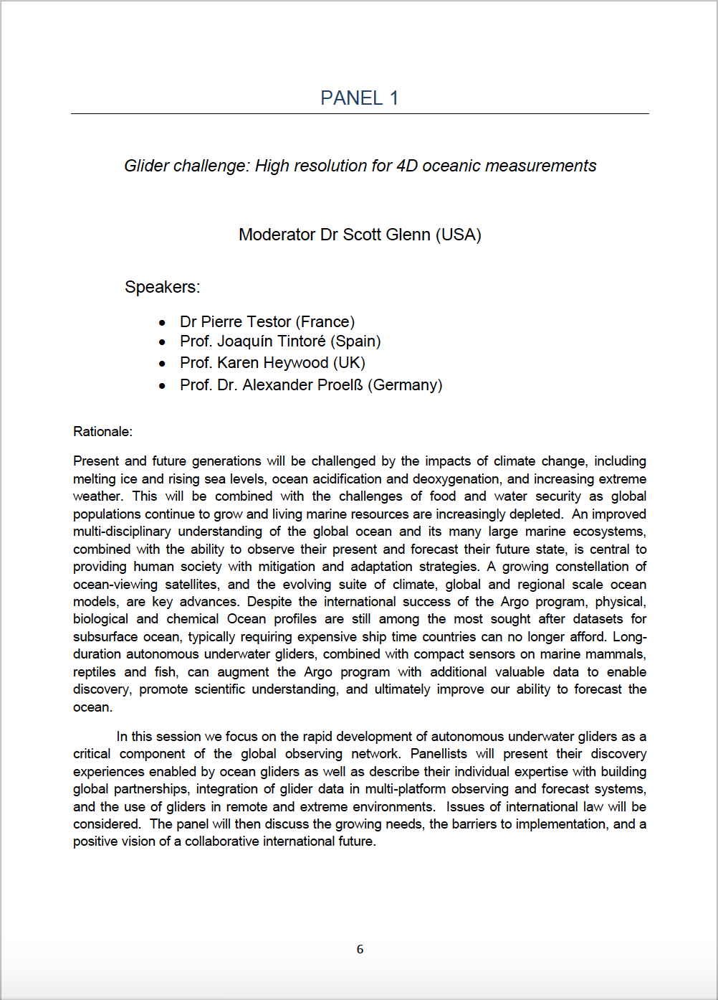 PANEL 1
Glider challenge: High resolution for 4D oceanic measurements
Moderator Dr Scott Glenn (USA)
Speakers:
• Dr Pierre Testor (France)
• Prof. Joaquín Tintoré (Spain)
• Prof. Karen Heywood (UK)
• Prof. Dr. Alexander Proelß (Germany)
Rationale:
Present and future generations will be challenged by the impacts of climate change, including
melting ice and rising sea levels, ocean acidification and deoxygenation, and increasing extreme
weather. This will be combined with the challenges of food and water security as global
populations continue to grow and living marine resources are increasingly depleted.  An improved
multi-disciplinary understanding of the global ocean and its many large marine ecosystems,
combined with the ability to observe their present and forecast their future state, is central to
providing human society with mitigation and adaptation strategies. A growing constellation of
ocean-viewing satellites, and the evolving suite of climate, global and regional scale ocean
models, are key advances. Despite the international success of the Argo program, physical,
biological and chemical Ocean profiles are still among the most sought after datasets for
subsurface ocean, typically requiring expensive ship time countries can no longer afford. Long-
duration autonomous underwater gliders, combined with compact sensors on marine mammals,
reptiles and fish, can augment the Argo program with additional valuable data to enable
discovery, promote scientific understanding, and ultimately improve our ability to forecast the
ocean.
In this session we focus on the rapid development of autonomous underwater gliders as a
critical component of the global observing network. Panellists will present their discovery
experiences enabled by ocean gliders as well as describe their individual expertise with building
global partnerships, integration of glider data in multi-platform observing and forecast systems,
and the use of gliders in remote and extreme environments.  Issues of international law will be
considered.  The panel will then discuss the growing needs, the barriers to implementation, and a
positive vision of a collaborative international future.
6